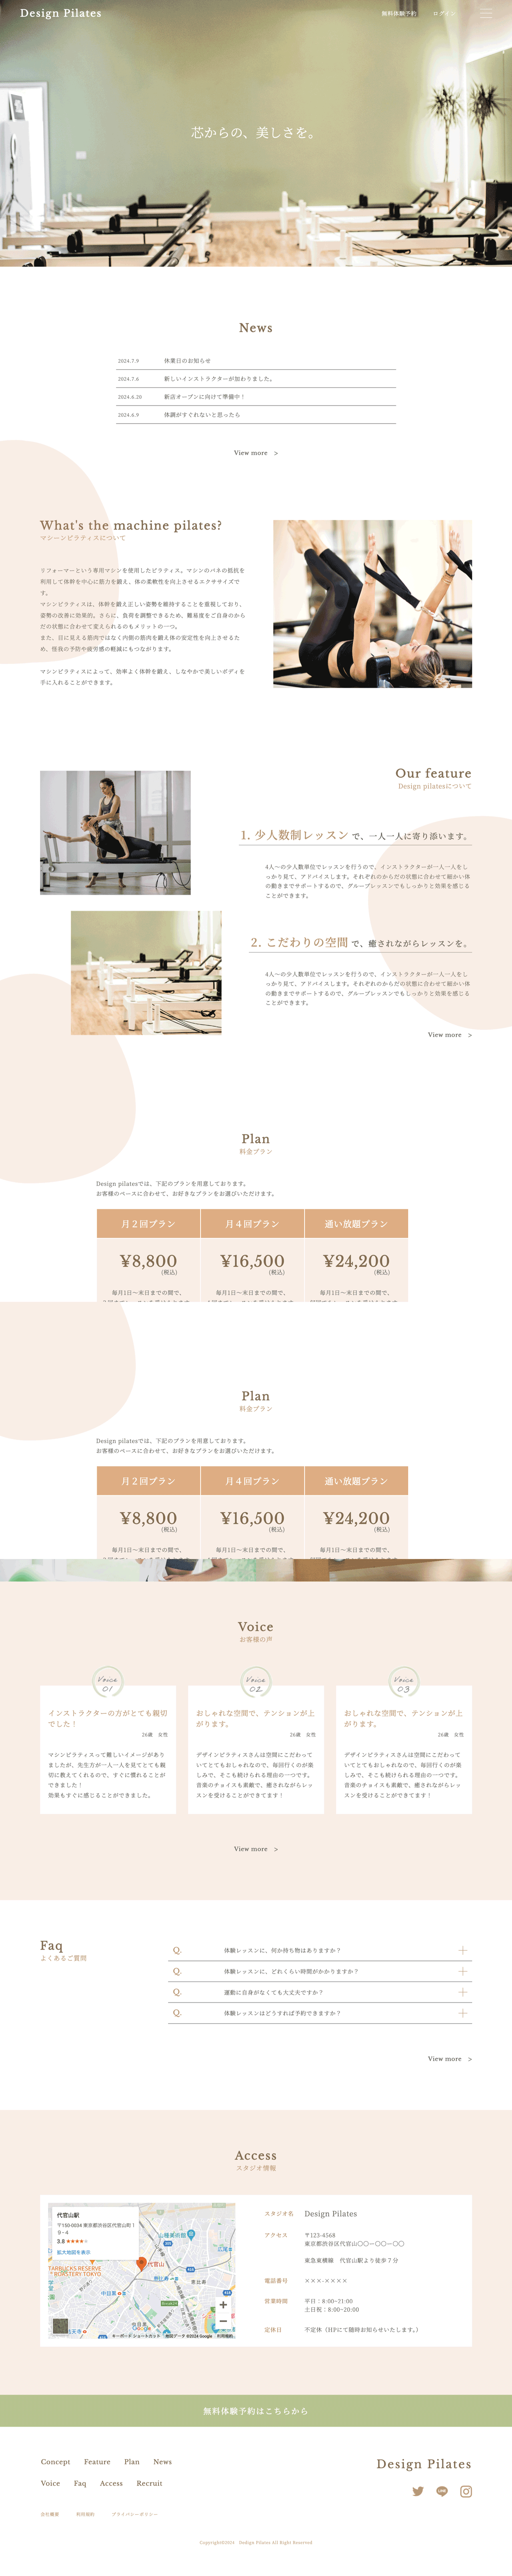 Design Pilates
無料体験予約
ログイン
芯からの、美しさを。
News
2024.7.9 休業日のお知らせ
2024.7.6 新しいインストラクターが加わりました。
2024.6.20 新店オープンに向けて準備中！
2024.6.9 体調がすぐれないと思ったら
View more >
What's the machine pilates?
マシーンピラティスについて
リフォーマーという専用マシンを使用したピラティス。マシンのバネの抵抗を
利用して体幹を中心に筋力を鍛え、体の柔軟性を向上させるエクササイズで
す。
マシンピラティスは、体幹を鍛え正しい姿勢を維持することを重視しており、
姿勢の改善に効果的。さらに、負荷を調整できるため、難易度をご自身のから
だの状態に合わせて変えられるのもメリットの一つ。
また、目に見える筋肉ではなく内側の筋肉を鍛え体の安定性を向上させるた
め、怪我の予防や疲労感の軽減にもつながります。
マシンピラティスによって、効率よく体幹を鍛え、しなやかで美しいボディを
手に入れることができます。
Our feature
Design pilatesについて
1. 少人数制レッスン で、一人一人に寄り添います。
4人〜の少人数単位でレッスンを行うので、インストラクターが一人一人をし
っかり見て、アドバイスします。それぞれのからだの状態に合わせて細かい体
の動きまでサポートするので、グループレッスンでもしっかりと効果を感じる
ことができます。
2. こだわりの空間 で、癒されながらレッスンを。
4人〜の少人数単位でレッスンを行うので、インストラクターが一人一人をし
っかり見て、アドバイスします。それぞれのからだの状態に合わせて細かい体
の動きまでサポートするので、グループレッスンでもしっかりと効果を感じる
ことができます。
View more >
Plan
料金プラン
Design pilatesでは、下記のプランを用意しております。
お客様のペースに合わせて、お好きなプランをお選びいただけます。
月２回プラン 月４回プラン 通い放題プラン
¥8,800 ¥16,500 ¥24,200
(税込) (税込) (税込)
毎月1日〜末日までの間で、 毎月1日〜末日までの間で、 毎月1日〜末日までの間で、
Plan
料金プラン
Design pilatesでは、下記のプランを用意しております。
お客様のペースに合わせて、お好きなプランをお選びいただけます。
月２回プラン 月４回プラン 通い放題プラン
¥8,800 ¥16,500 ¥24,200
(税込) (税込) (税込)
毎月1日〜末日までの間で、 毎月1日〜末日までの間で、 毎月1日〜末日までの間で、
Voice
お客様の声
Voice
01
インストラクターの方がとても親切
でした！
26歳 女性
マシンピラティスって難しいイメージがあり
ましたが、先生方が一人一人を見てとても親
切に教えてくれるので、すぐに慣れることが
できました！
効果もすぐに感じることができました。
Voice
02
おしゃれな空間で、テンションが上
がります。
26歳 女性
デザインピラティスさんは空間にこだわって
いてとてもおしゃれなので、毎回行くのが楽
しみで、そこも続けられる理由の一つです。
音楽のチョイスも素敵で、癒されながらレッ
スンを受けることができてます！
Voice
03
おしゃれな空間で、テンションが上
がります。
26歳 女性
デザインピラティスさんは空間にこだわって
いてとてもおしゃれなので、毎回行くのが楽
しみで、そこも続けられる理由の一つです。
音楽のチョイスも素敵で、癒されながらレッ
スンを受けることができてます！
View more >
Faq
よくあるご質問
Q. 体験レッスンに、何か持ち物はありますか？
Q. 体験レッスンに、どれくらい時間がかかりますか？
Q. 運動に自身がなくても大丈夫ですか？
Q. 体験レッスンはどうすれば予約できますか？
View more >
Access
スタジオ情報
代官山駅
〒150-0034 東京都渋谷区代官山町１
９−４
3.8
拡大地図を表示
山種美術館
代官山
恵比寿
東比寿
TARBUCKS RESERVE
ROASTERY TOKYO
中目黒
Google
キーボード ショートカット 地図データ ©2024 Google 利用規約
スタジオ名 Design Pilates
アクセス 〒123-4568
東京都渋谷区代官山〇〇ー〇〇ー〇〇
東急東横線 代官山駅より徒歩７分
電話番号 ×××-××××
営業時間 平日：8:00~21:00
土日祝：8:00~20:00
定休日 不定休（HPにて随時お知らせいたします。）
無料体験予約はこちらから
Concept Feature Plan News
Voice Faq Access Recruit
会社概要 利用規約 プライバシーポリシー
Design Pilates
Copyright©2024 Dedign Pilates All Right Reserved